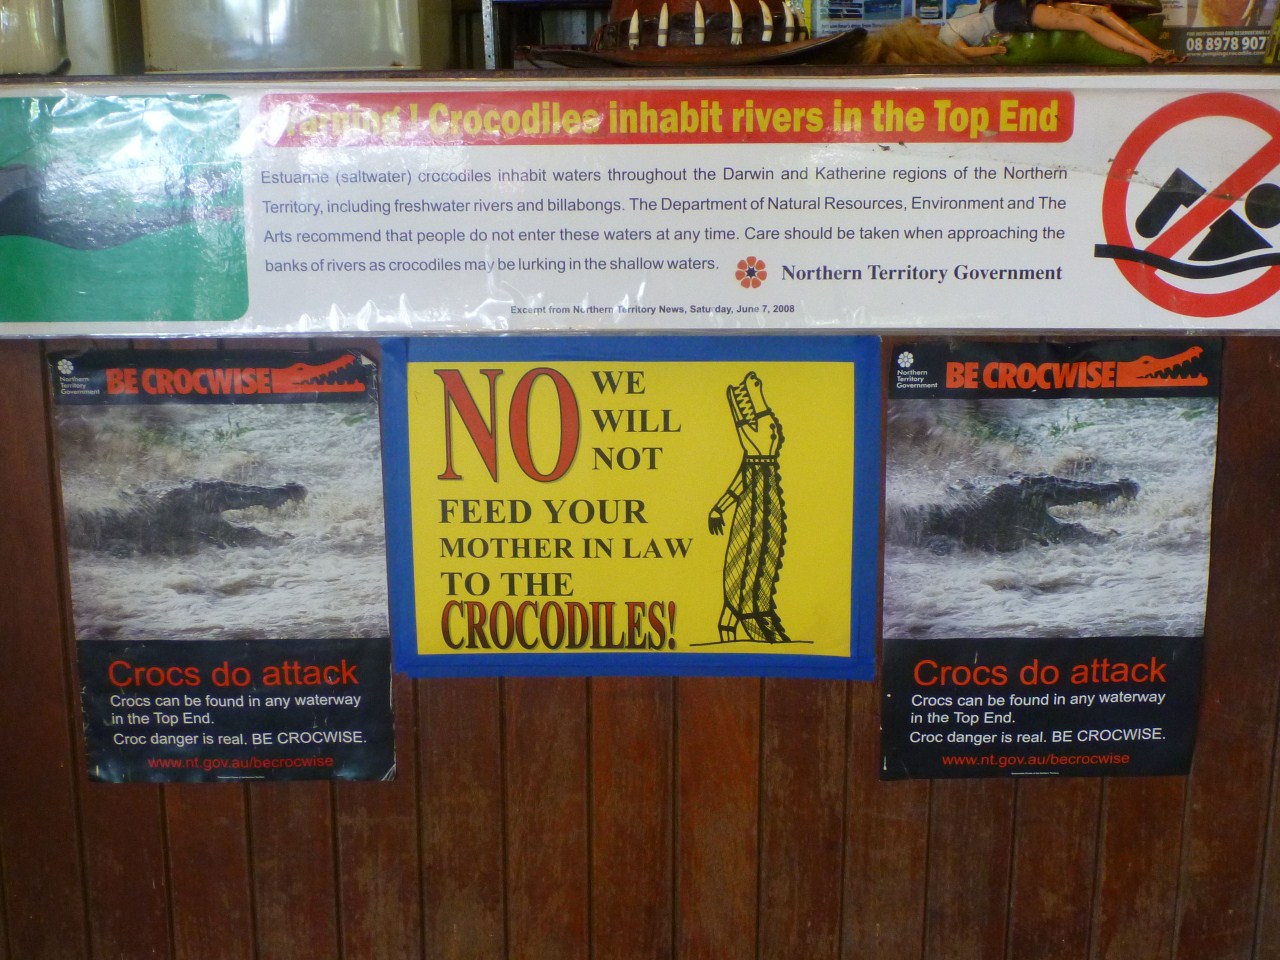 08 8978 907
Warning! Crocodiles inhabit rivers in the Top End
Estuarine (saltwater) crocodiles inhabit waters throughout the Darwin and Katherine regions of the Northern
Territory, including freshwater rivers and billabongs. The Department of Natural Resources, Environment and The
Arts recommend that people do not enter these waters at any time. Care should be taken when approaching the
banks of rivers as crocodiles may be lurking in the shallow waters.
Northern Territory Government
Excerpt from Northern Territory News, Saturday, June 7, 2008
Northern
Territory
Government
BE CROCWISE
Crocs do attack
Crocs can be found in any waterway
in the Top End.
Croc danger is real. BE CROCWISE.
www.nt.gov.au/becrocwise
NO WE
WILL
NOT
FEED YOUR
MOTHER IN LAW
TO THE
CROCODILES!
Northern
Territory
Government
BE CROCWISE
Crocs do attack
Crocs can be found in any waterway
in the Top End.
Croc danger is real. BE CROCWISE.
www.nt.gov.au/becrocwise